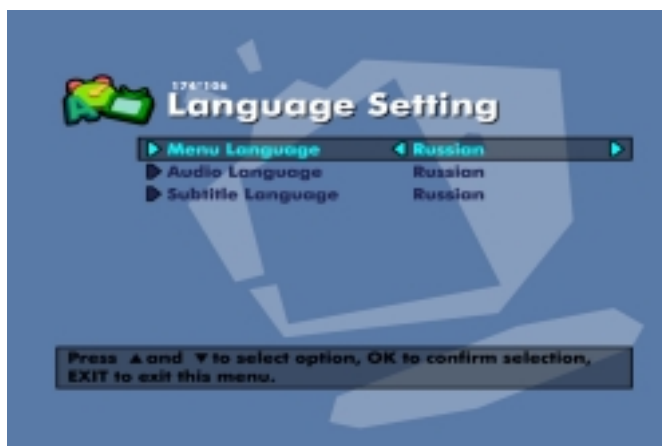 174*106
Language Setting
Menu Language Russian
Audio Language Russian
Subtitle Language Russian
Press ▲ and ▼ to select option, OK to confirm selection,
EXIT to exit this menu.